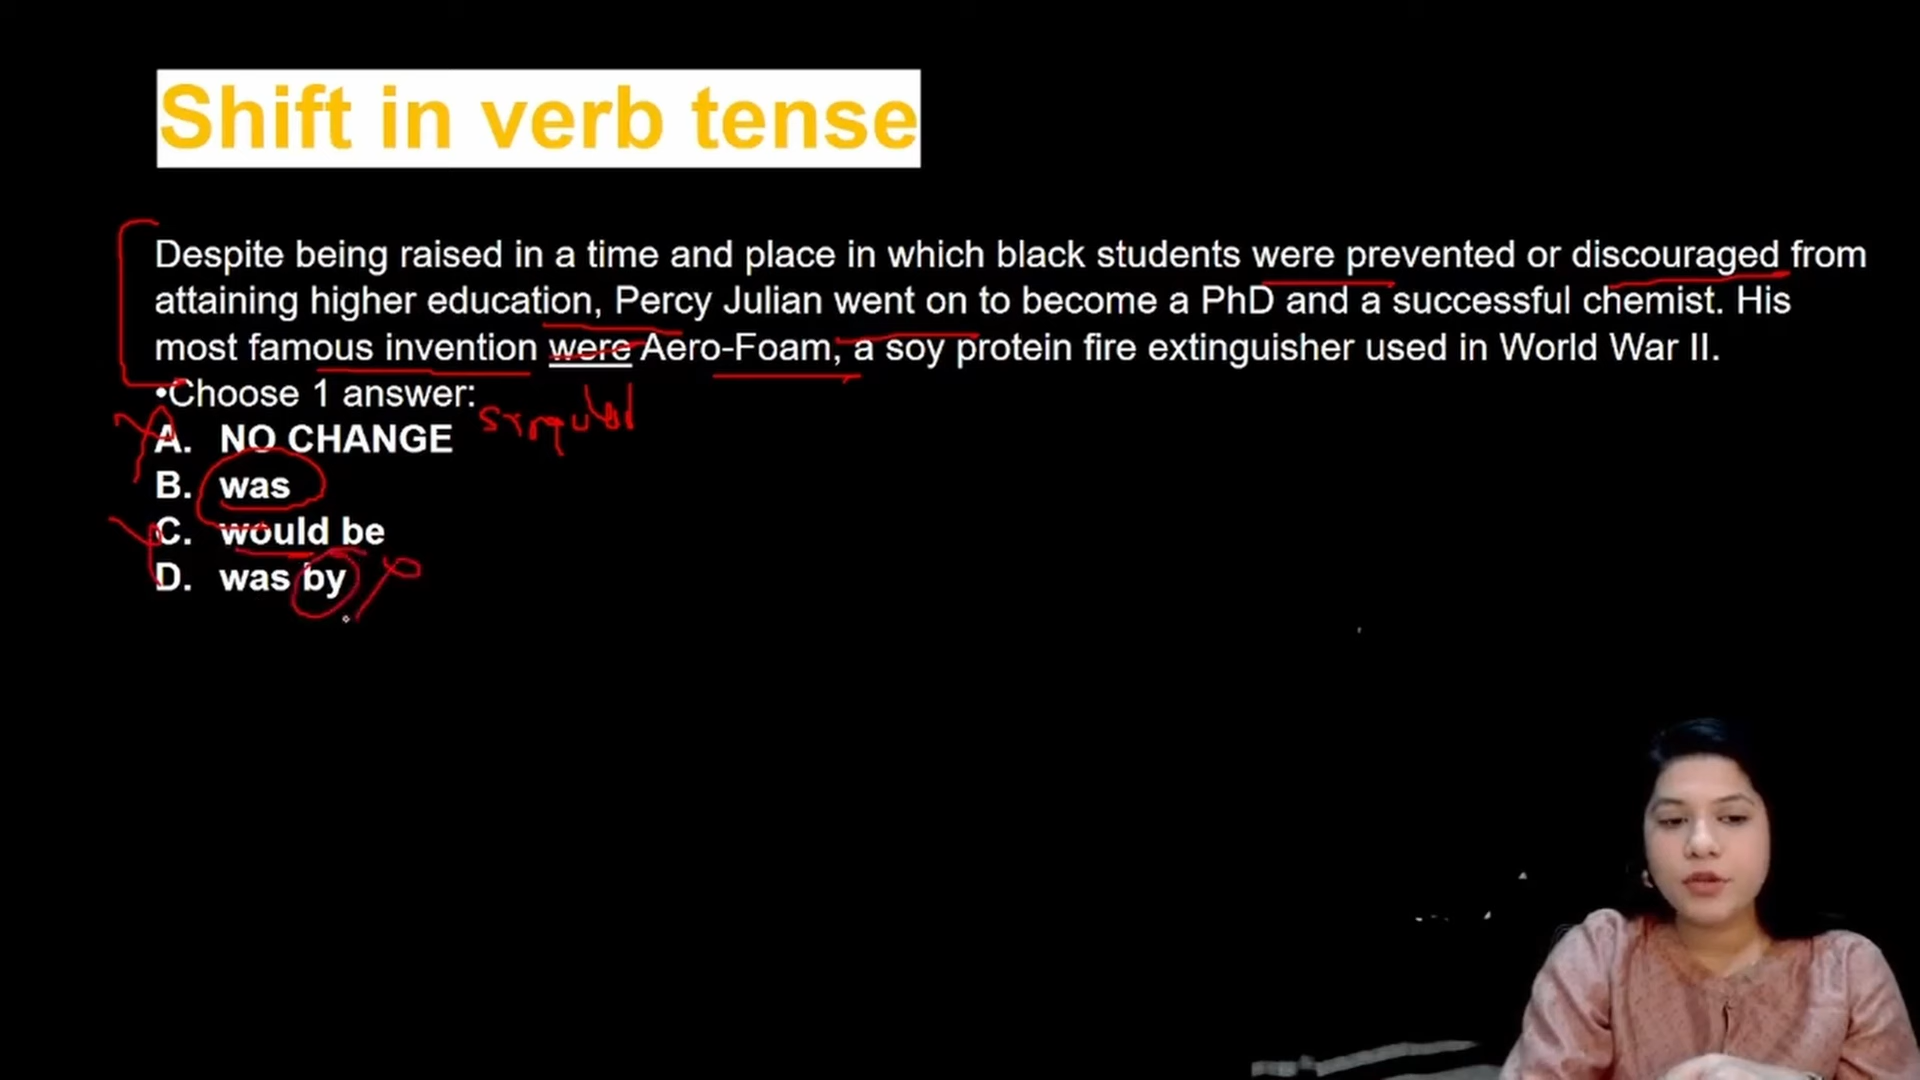 Shift in verb tense
Despite being raised in a time and place in which black students were prevented or discouraged from
attaining higher education, Percy Julian went on to become a PhD and a successful chemist. His
most famous invention were Aero-Foam, a soy protein fire extinguisher used in World War II.
•Choose 1 answer:
A. NO CHANGE
B. was
C. would be
D. was by